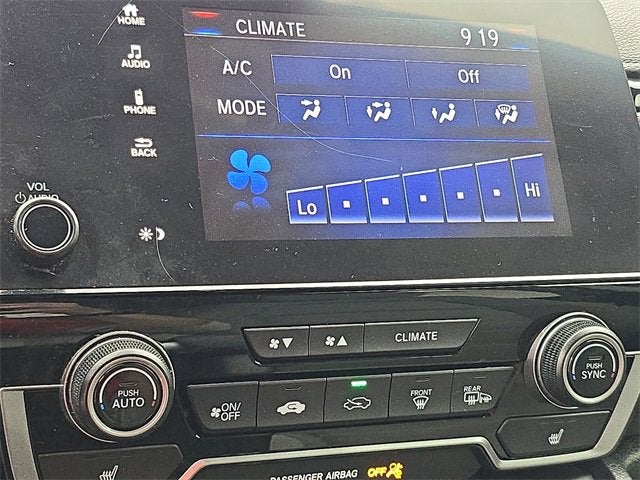 HOME
CLIMATE
9 19
AUDIO
A/C
On
Off
PHONE
MODE
BACK
VOL
AUDIO
Lo
Hi
CLIMATE
PUSH
AUTO
ON/
OFF
FRONT
REAR
PUSH
SYNC
PASSENGER AIRBAG
OFF